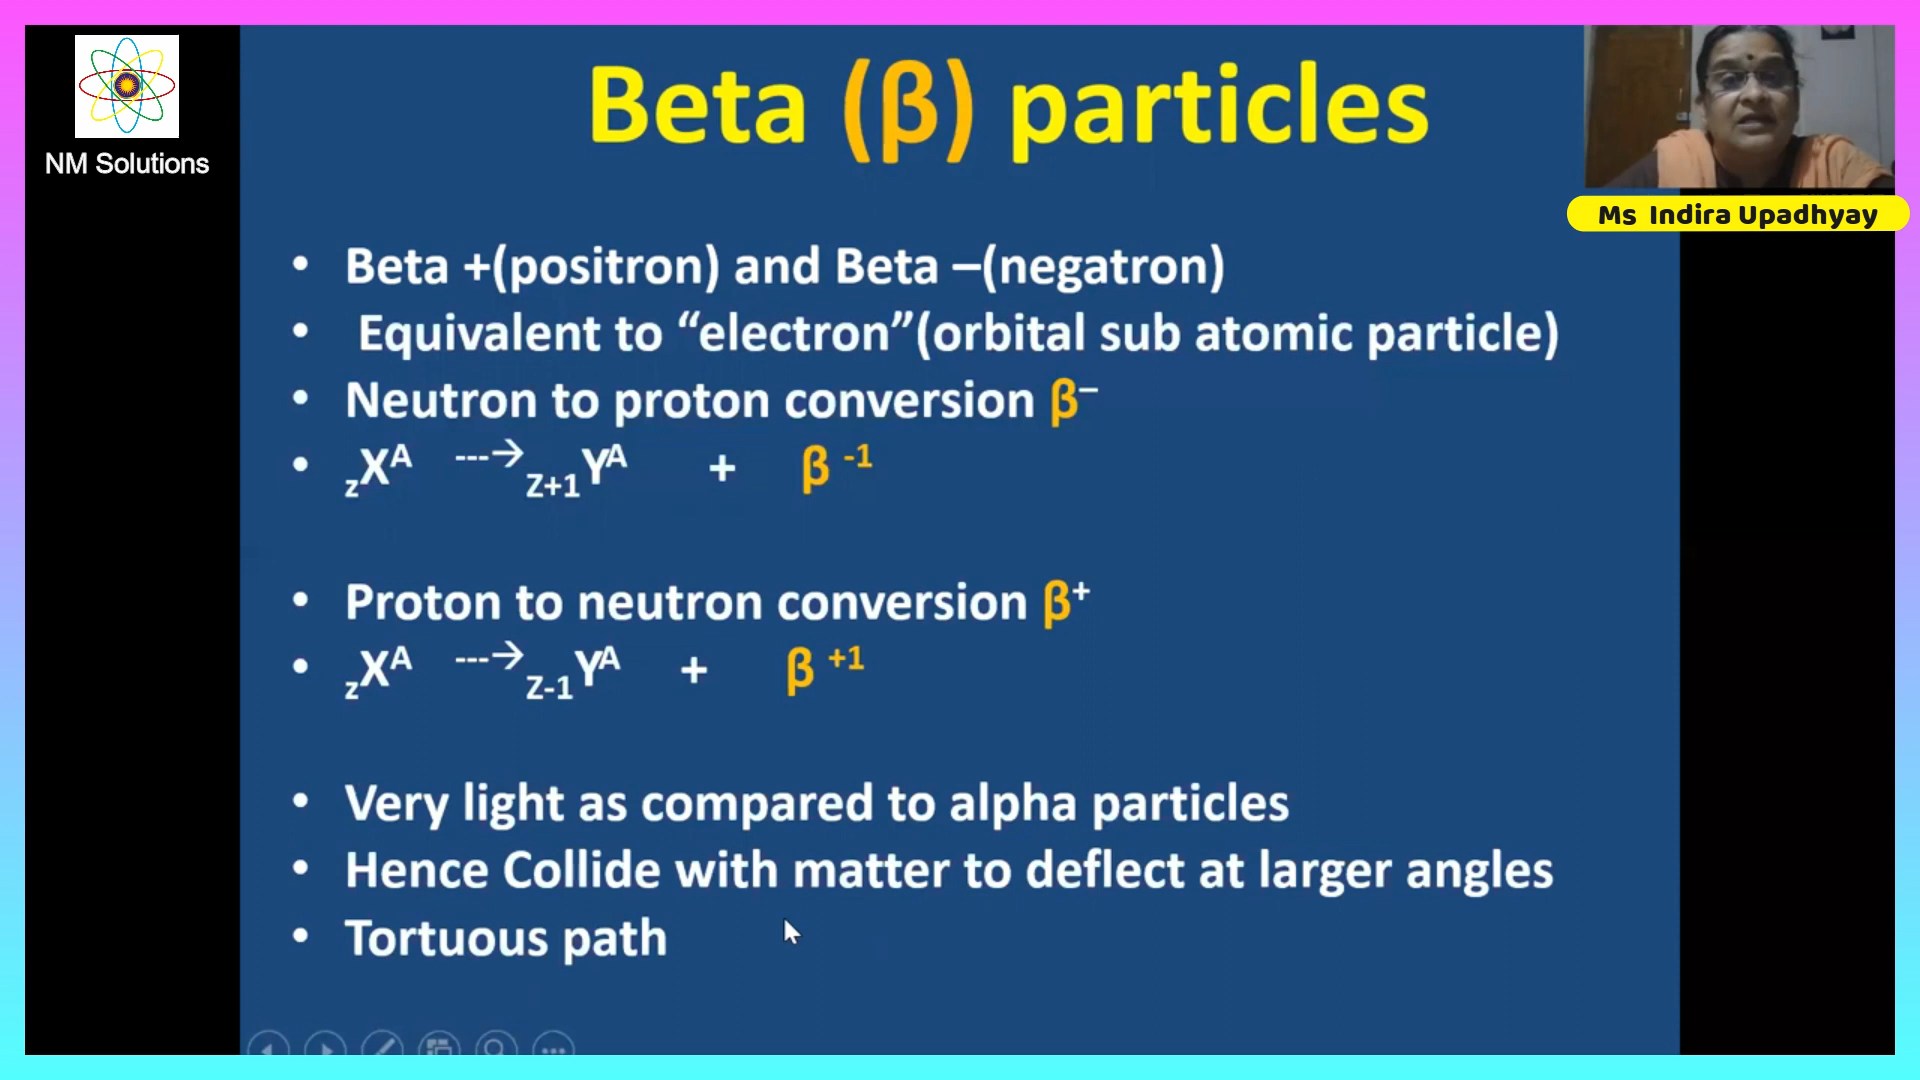 Beta (β) particles
NM Solutions
Ms Indira Upadhyay
• Beta +(positron) and Beta –(negatron)
• Equivalent to “electron”(orbital sub atomic particle)
• Neutron to proton conversion β⁻
• zXᴬ ---→ Z+1Yᴬ + β ⁻¹
• Proton to neutron conversion β⁺
• zXᴬ ---→ Z-1Yᴬ + β ⁺¹
• Very light as compared to alpha particles
• Hence Collide with matter to deflect at larger angles
• Tortuous path